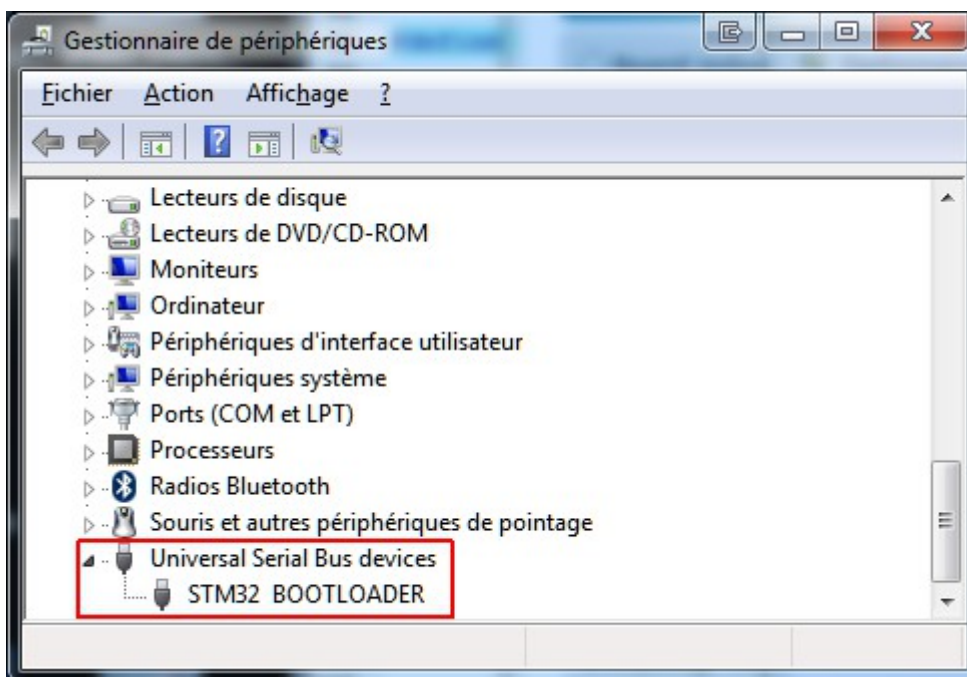 Gestionnaire de périphériques
Fichier Action Affichage ?
Lecteurs de disque
Lecteurs de DVD/CD-ROM
Moniteurs
Ordinateur
Périphériques d'interface utilisateur
Périphériques système
Ports (COM et LPT)
Processeurs
Radios Bluetooth
Souris et autres périphériques de pointage
Universal Serial Bus devices
STM32 BOOTLOADER